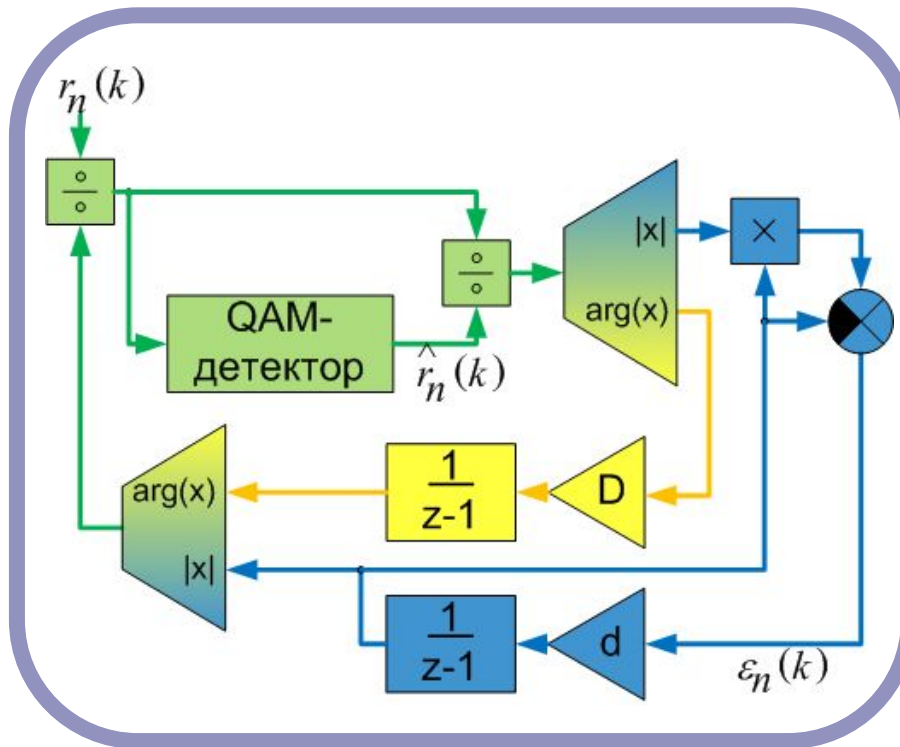 r_n(k)
÷
÷
|x|
arg(x)
×
QAM-
детектор
r̂_n(k)
arg(x)
|x|
1
z-1
D
1
z-1
d
ε_n(k)